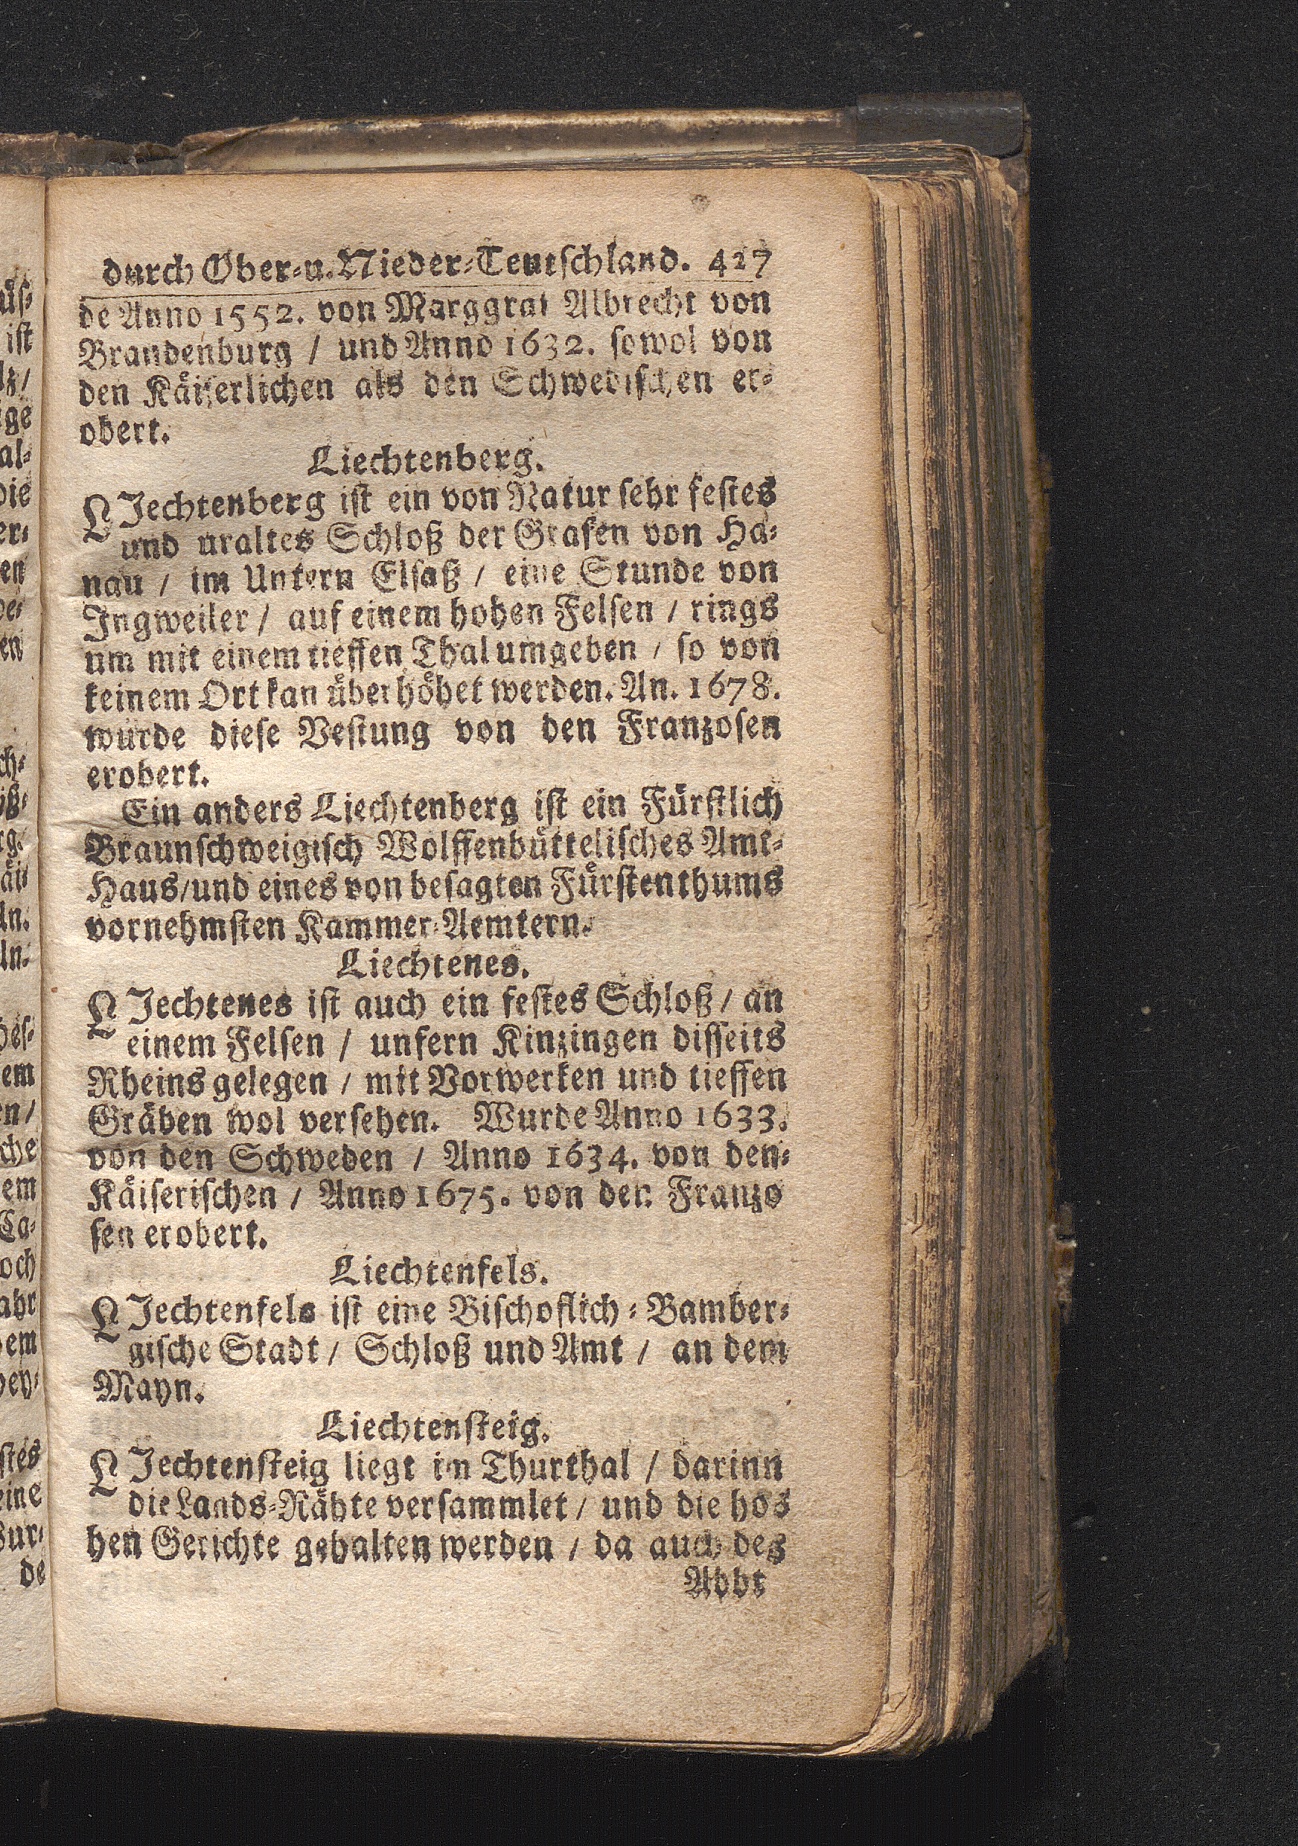 durch Ober-u. Nieder-Teutschland. 427
de Anno 1552. von Marggraf Albrecht von
Brandenburg / und Anno 1632. sowol von
den Käiserlichen als den Schwedischen er-
obert.
Liechtenberg.
LIechtenberg ist ein von Natur sehr festes
und uraltes Schloß der Grafen von Ha-
nau / im Untern Elsaß / eine Stunde von
Ingweiler / auf einem hohen Felsen / rings
um mit einem tieffen Thal umgeben / so von
keinem Ort kan überhöhet werden. An. 1678.
wurde diese Vestung von den Franzosen
erobert.
Ein anders Liechtenberg ist ein Fürstlich
Braunschweigisch Wolffenbüttelisches Amt-
Haus/und eines von besagten Fürstenthums
vornehmsten Kammer-Aemtern.
Liechtenes.
LIechtenes ist auch ein festes Schloß / an
einem Felsen / unfern Kinzingen disseits
Rheins gelegen / mit Vorwerken und tieffen
Gräben wol versehen. Wurde Anno 1633.
von den Schweden / Anno 1634. von den-
Käiserischen / Anno 1675. von den Franzo
sen erobert.
Liechtenfels.
LIechtenfels ist eine Bischoflich-Bamber-
gische Stadt / Schloß und Amt / an dem
Mayn.
Liechtensteig.
LIechtensteig liegt im Thurthal / darinn
die Lands-Rähte versammlet / und die ho-
hen Gerichte gehalten werden / da auch des
Abbt